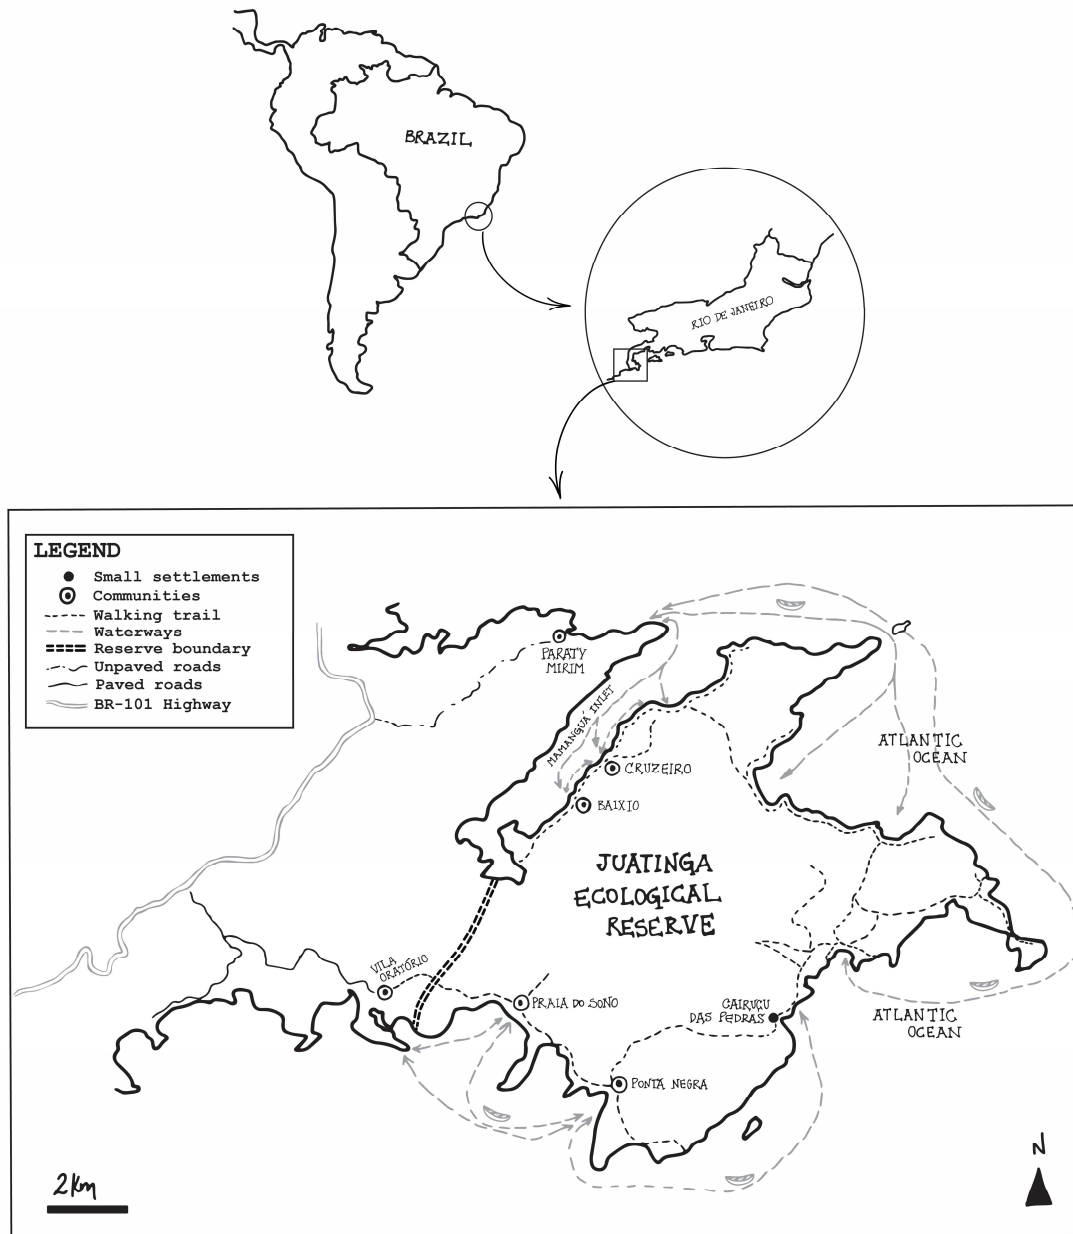 BRAZIL
RIO DE JANEIRO
LEGEND
Small settlements
Communities
Walking trail
Waterways
Reserve boundary
Unpaved roads
Paved roads
BR-101 Highway
PARATY
MIRIM
MAMANGUÁ INLET
ATLANTIC
OCEAN
CRUZEIRO
BAIXIO
JUATINGA
ECOLOGICAL
RESERVE
VILA
ORATÓRIO
PRAIA DO SONO
CAIRUÇU
DAS PEDRAS
ATLANTIC
OCEAN
PONTA NEGRA
2 Km
N